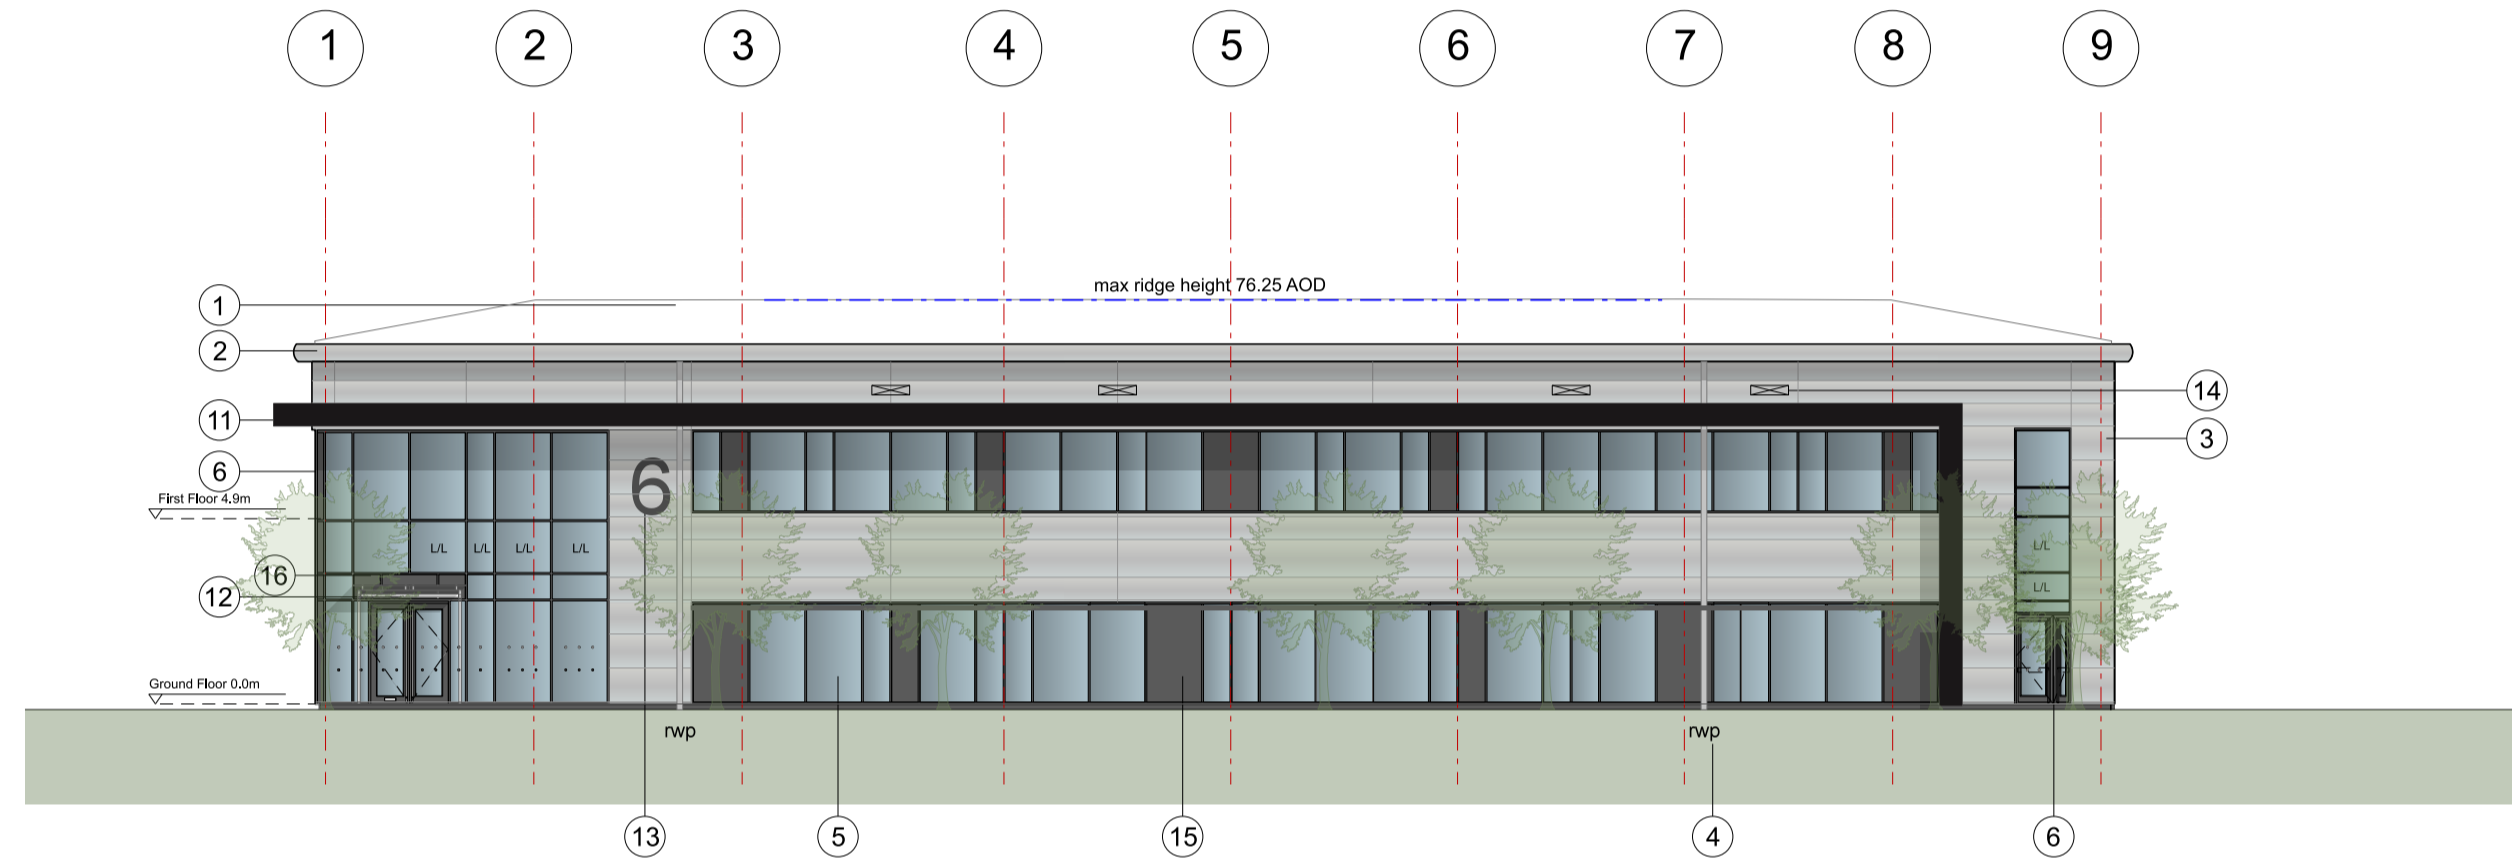 1 2 3 4 5 6 7 8 9
max ridge height 76.25 AOD
1
2
14
11
3
6
6
First Floor 4.9m
L/L L/L L/L L/L
L/L
16
L/L
12
Ground Floor 0.0m
rwp rwp
13 5 15 4 6